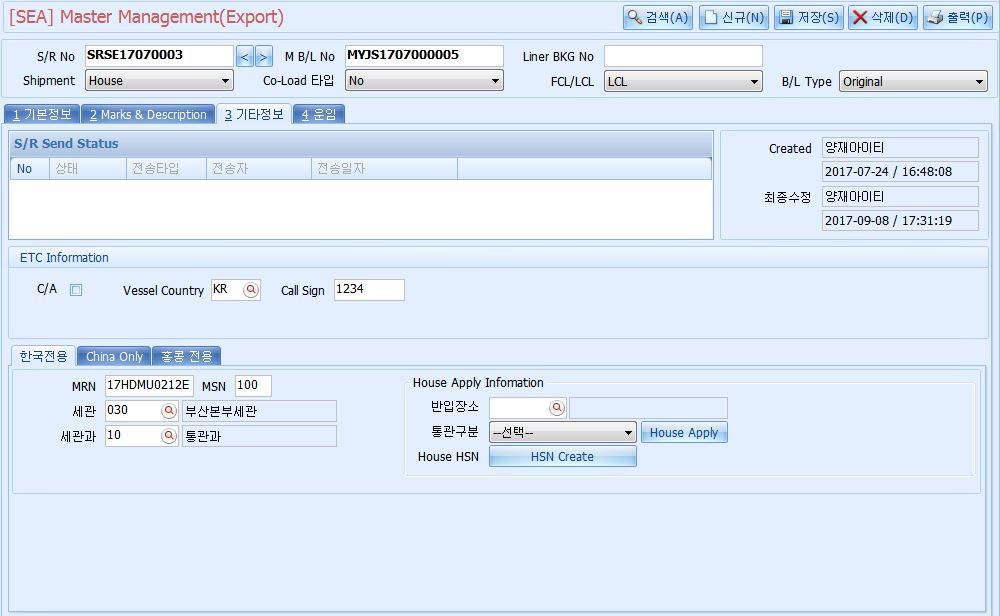 [SEA] Master Management(Export)
검색(A) 신규(N) 저장(S) 삭제(D) 출력(P)
S/R No SRSE17070003 < > M B/L No MYJS1707000005 Liner BKG No
Shipment House Co-Load 타입 No FCL/LCL LCL B/L Type Original
1 기본정보 2 Marks & Description 3 기타정보 4 운임
S/R Send Status
No 상태 전송타입 전송자 전송일자
Created 양재아이티
2017-07-24 / 16:48:08
최종수정 양재아이티
2017-09-08 / 17:31:19
ETC Information
C/A Vessel Country KR Call Sign 1234
한국전용 China Only 홍콩 전용
MRN 17HDMU0212E MSN 100
세관 030 부산본부세관
세관과 10 통관과
House Apply Infomation
반입장소
통관구분 --선택-- House Apply
House HSN HSN Create